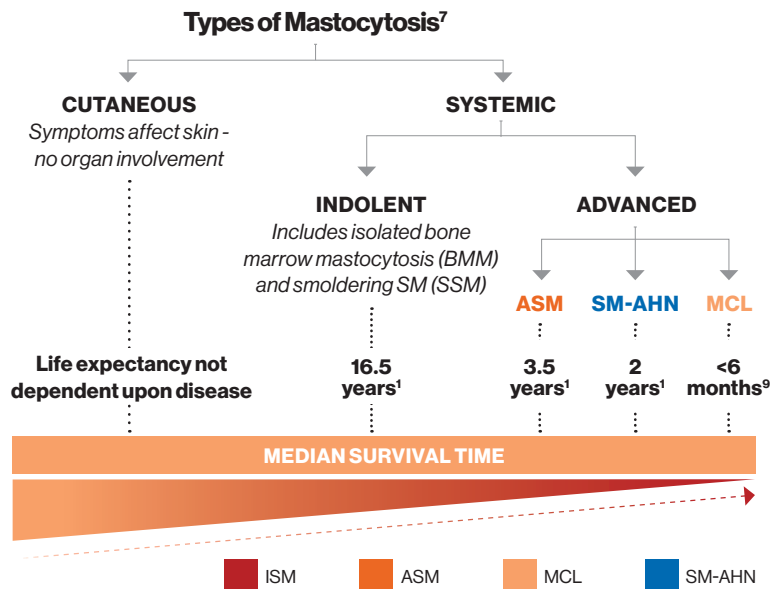 Types of Mastocytosis⁷
CUTANEOUS
Symptoms affect skin -
no organ involvement
SYSTEMIC
INDOLENT
Includes isolated bone
marrow mastocytosis (BMM)
and smoldering SM (SSM)
ADVANCED
ASM
SM-AHN
MCL
Life expectancy not
dependent upon disease
16.5
years¹
3.5
years¹
2
years¹
<6
months⁹
MEDIAN SURVIVAL TIME
ISM
ASM
MCL
SM-AHN